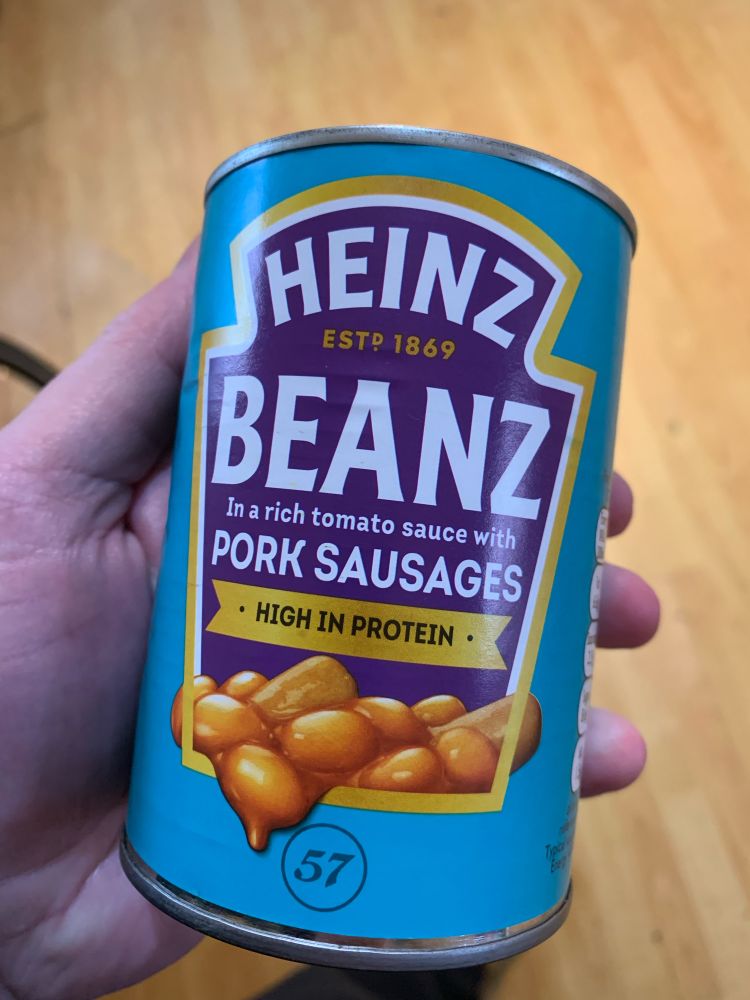 HEINZ
ESTD 1869
BEANZ
In a rich tomato sauce with
PORK SAUSAGES
· HIGH IN PROTEIN ·
57